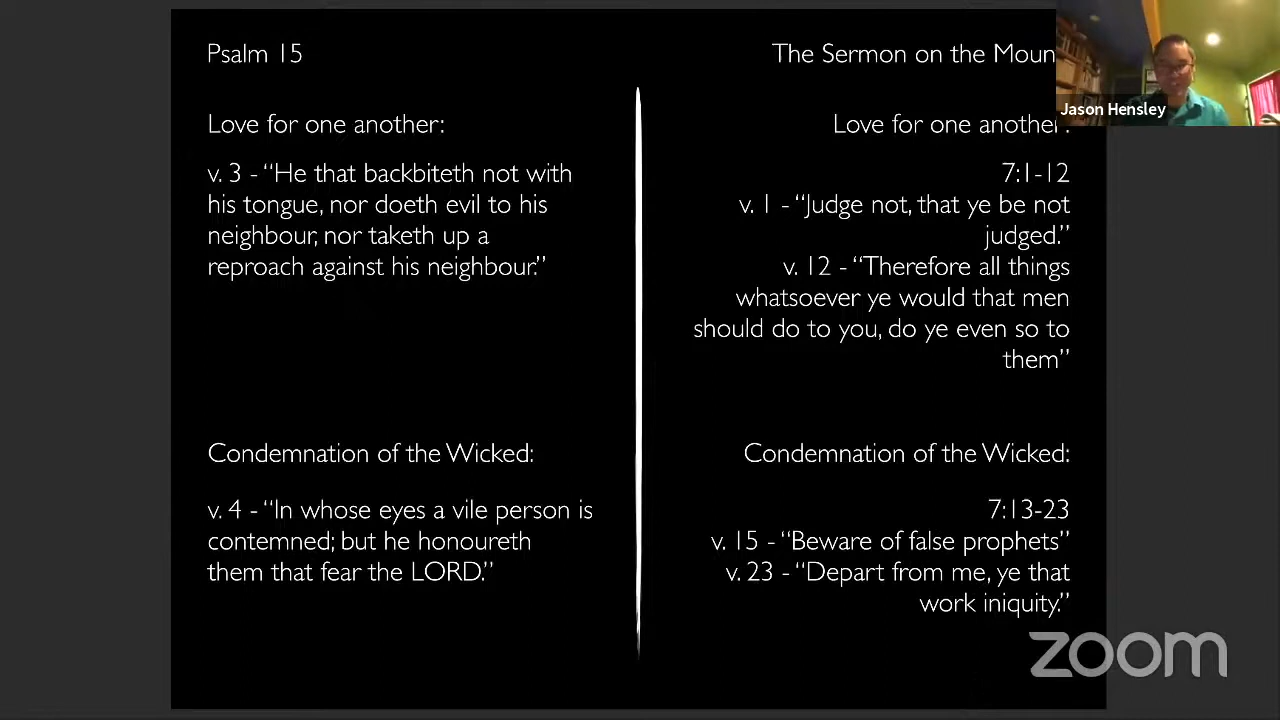 Psalm 15
Love for one another:
v. 3 - “He that backbiteth not with
his tongue, nor doeth evil to his
neighbour, nor taketh up a
reproach against his neighbour.”
Condemnation of the Wicked:
v. 4 - “In whose eyes a vile person is
contemned; but he honoureth
them that fear the LORD.”
The Sermon on the Moun
Love for one another:
7:1-12
v. 1 - “Judge not, that ye be not
judged.”
v. 12 - “Therefore all things
whatsoever ye would that men
should do to you, do ye even so to
them”
Condemnation of the Wicked:
7:13-23
v. 15 - “Beware of false prophets”
v. 23 - “Depart from me, ye that
work iniquity.”
Jason Hensley
zoom